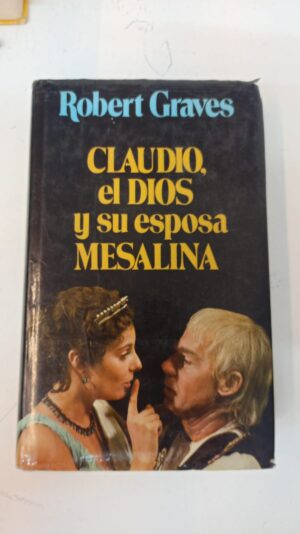 Robert Graves
CLAUDIO,
el DIOS
y su esposa
MESALINA